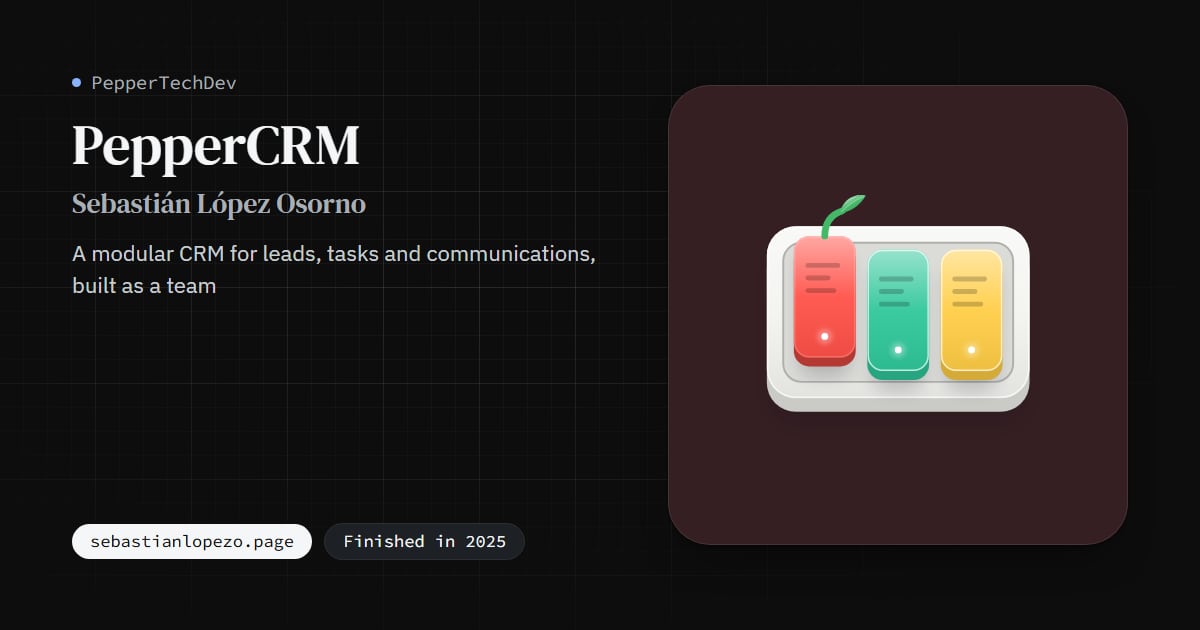 PepperTechDev
PepperCRM
Sebastián López Osorno
A modular CRM for leads, tasks and communications,
built as a team
sebastianlopezo.page
Finished in 2025